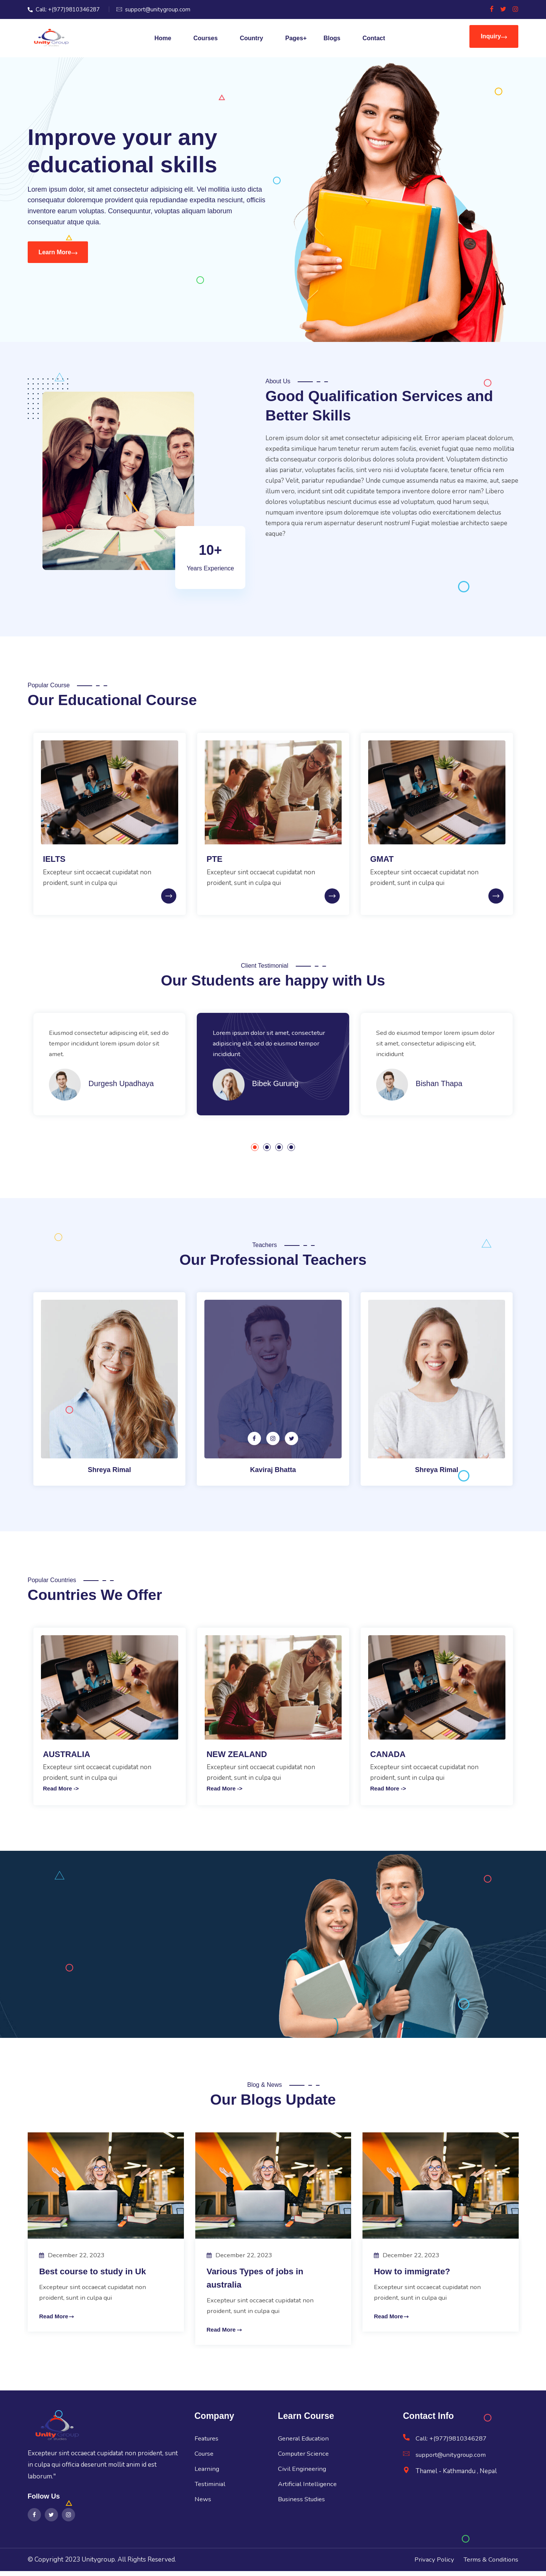 Call: +(977)9810346287
support@unitygroup.com
Unity Group
Home
Courses
Country
Pages+
Blogs
Contact
Inquiry
Improve your any
educational skills
Lorem ipsum dolor, sit amet consectetur adipisicing elit. Vel mollitia iusto dicta
consequatur doloremque provident quia repudiandae expedita nesciunt, officiis
inventore earum voluptas. Consequuntur, voluptas aliquam laborum
consequatur atque quia.
Learn More
About Us
Good Qualification Services and
Better Skills
Lorem ipsum dolor sit amet consectetur adipisicing elit. Error aperiam placeat dolorum,
expedita similique harum tenetur rerum autem facilis, eveniet fugiat quae nemo mollitia
dicta consequatur corporis doloribus dolores soluta provident. Voluptatem distinctio
alias pariatur, voluptates facilis, sint vero nisi id voluptate facere, tenetur officia rem
culpa? Velit, pariatur repudiandae? Unde cumque assumenda natus ea maxime, aut, saepe
illum vero, incidunt sint odit cupiditate tempora inventore dolore error nam? Libero
dolores voluptatibus nesciunt ducimus esse ad voluptates at quod harum sequi,
numquam inventore ipsum doloremque iste voluptas odio exercitationem delectus
tempora quia rerum aspernatur deserunt nostrum! Fugiat molestiae architecto saepe
eaque?
10+
Years Experience
Popular Course
Our Educational Course
IELTS
Excepteur sint occaecat cupidatat non
proident, sunt in culpa qui
PTE
Excepteur sint occaecat cupidatat non
proident, sunt in culpa qui
GMAT
Excepteur sint occaecat cupidatat non
proident, sunt in culpa qui
Client Testimonial
Our Students are happy with Us
Eiusmod consectetur adipiscing elit, sed do
tempor incididunt lorem ipsum dolor sit
amet.
Durgesh Upadhaya
Lorem ipsum dolor sit amet, consectetur
adipiscing elit, sed do eiusmod tempor
incididunt
Bibek Gurung
Sed do eiusmod tempor lorem ipsum dolor
sit amet, consectetur adipiscing elit,
incididunt
Bishan Thapa
Teachers
Our Professional Teachers
Shreya Rimal
Kaviraj Bhatta
Shreya Rimal
Popular Countries
Countries We Offer
AUSTRALIA
Excepteur sint occaecat cupidatat non
proident, sunt in culpa qui
Read More ->
NEW ZEALAND
Excepteur sint occaecat cupidatat non
proident, sunt in culpa qui
Read More ->
CANADA
Excepteur sint occaecat cupidatat non
proident, sunt in culpa qui
Read More ->
Blog & News
Our Blogs Update
December 22, 2023
Best course to study in Uk
Excepteur sint occaecat cupidatat non
proident, sunt in culpa qui
Read More
December 22, 2023
Various Types of jobs in
australia
Excepteur sint occaecat cupidatat non
proident, sunt in culpa qui
Read More
December 22, 2023
How to immigrate?
Excepteur sint occaecat cupidatat non
proident, sunt in culpa qui
Read More
Unity Group
Excepteur sint occaecat cupidatat non proident, sunt
in culpa qui officia deserunt mollit anim id est
laborum."
Follow Us
Company
Features
Course
Learning
Testiminial
News
Learn Course
General Education
Computer Science
Civil Engineering
Artificial Intelligence
Business Studies
Contact Info
Call: +(977)9810346287
support@unitygroup.com
Thamel - Kathmandu , Nepal
© Copyright 2023 Unitygroup. All Rights Reserved.
Privacy Policy
Terms & Conditions